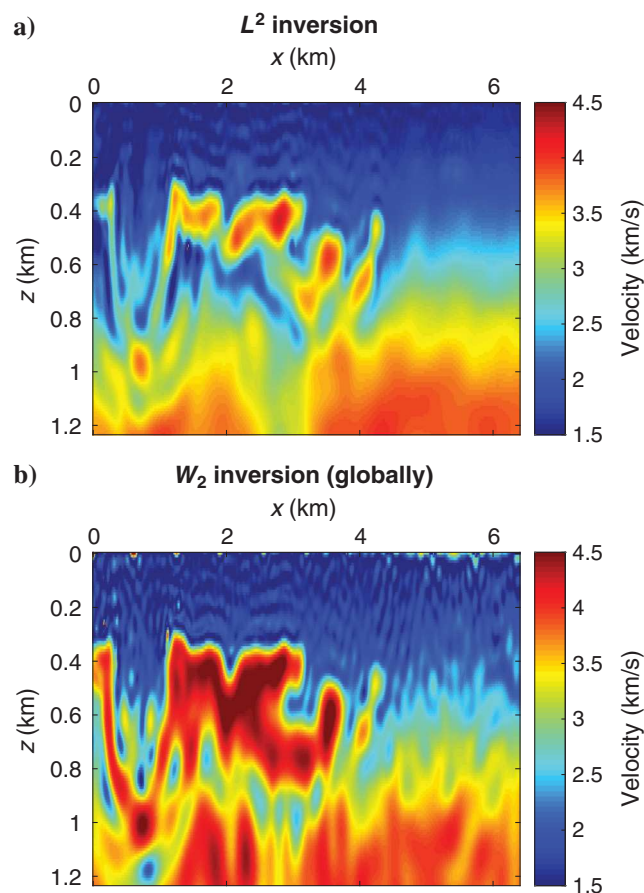 a)
L² inversion
x (km)
0 2 4 6
0
0.2
0.4
0.6
0.8
1
1.2
z (km)
4.5
4
3.5
3
2.5
2
1.5
Velocity (km/s)
b)
W₂ inversion (globally)
x (km)
0 2 4 6
0
0.2
0.4
0.6
0.8
1
1.2
z (km)
4.5
4
3.5
3
2.5
2
1.5
Velocity (km/s)